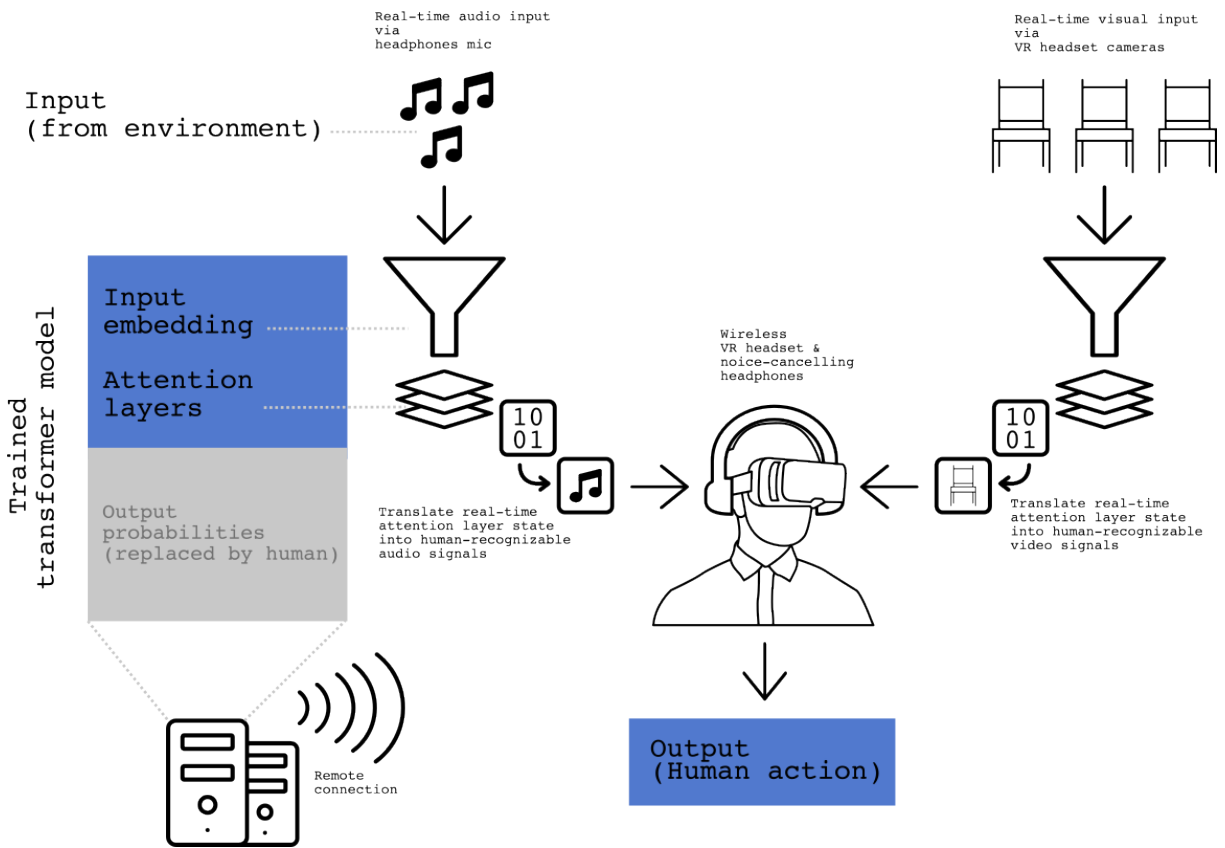 Real-time audio input
via
headphones mic
Real-time visual input
via
VR headset cameras
Input
(from environment)
Trained
transformer model
Input
embedding
Attention
layers
Output
probabilities
(replaced by human)
10
01
Translate real-time
attention layer state
into human-recognizable
audio signals
Wireless
VR headset &
noice-cancelling
headphones
10
01
Translate real-time
attention layer state
into human-recognizable
video signals
Remote
connection
Output
(Human action)